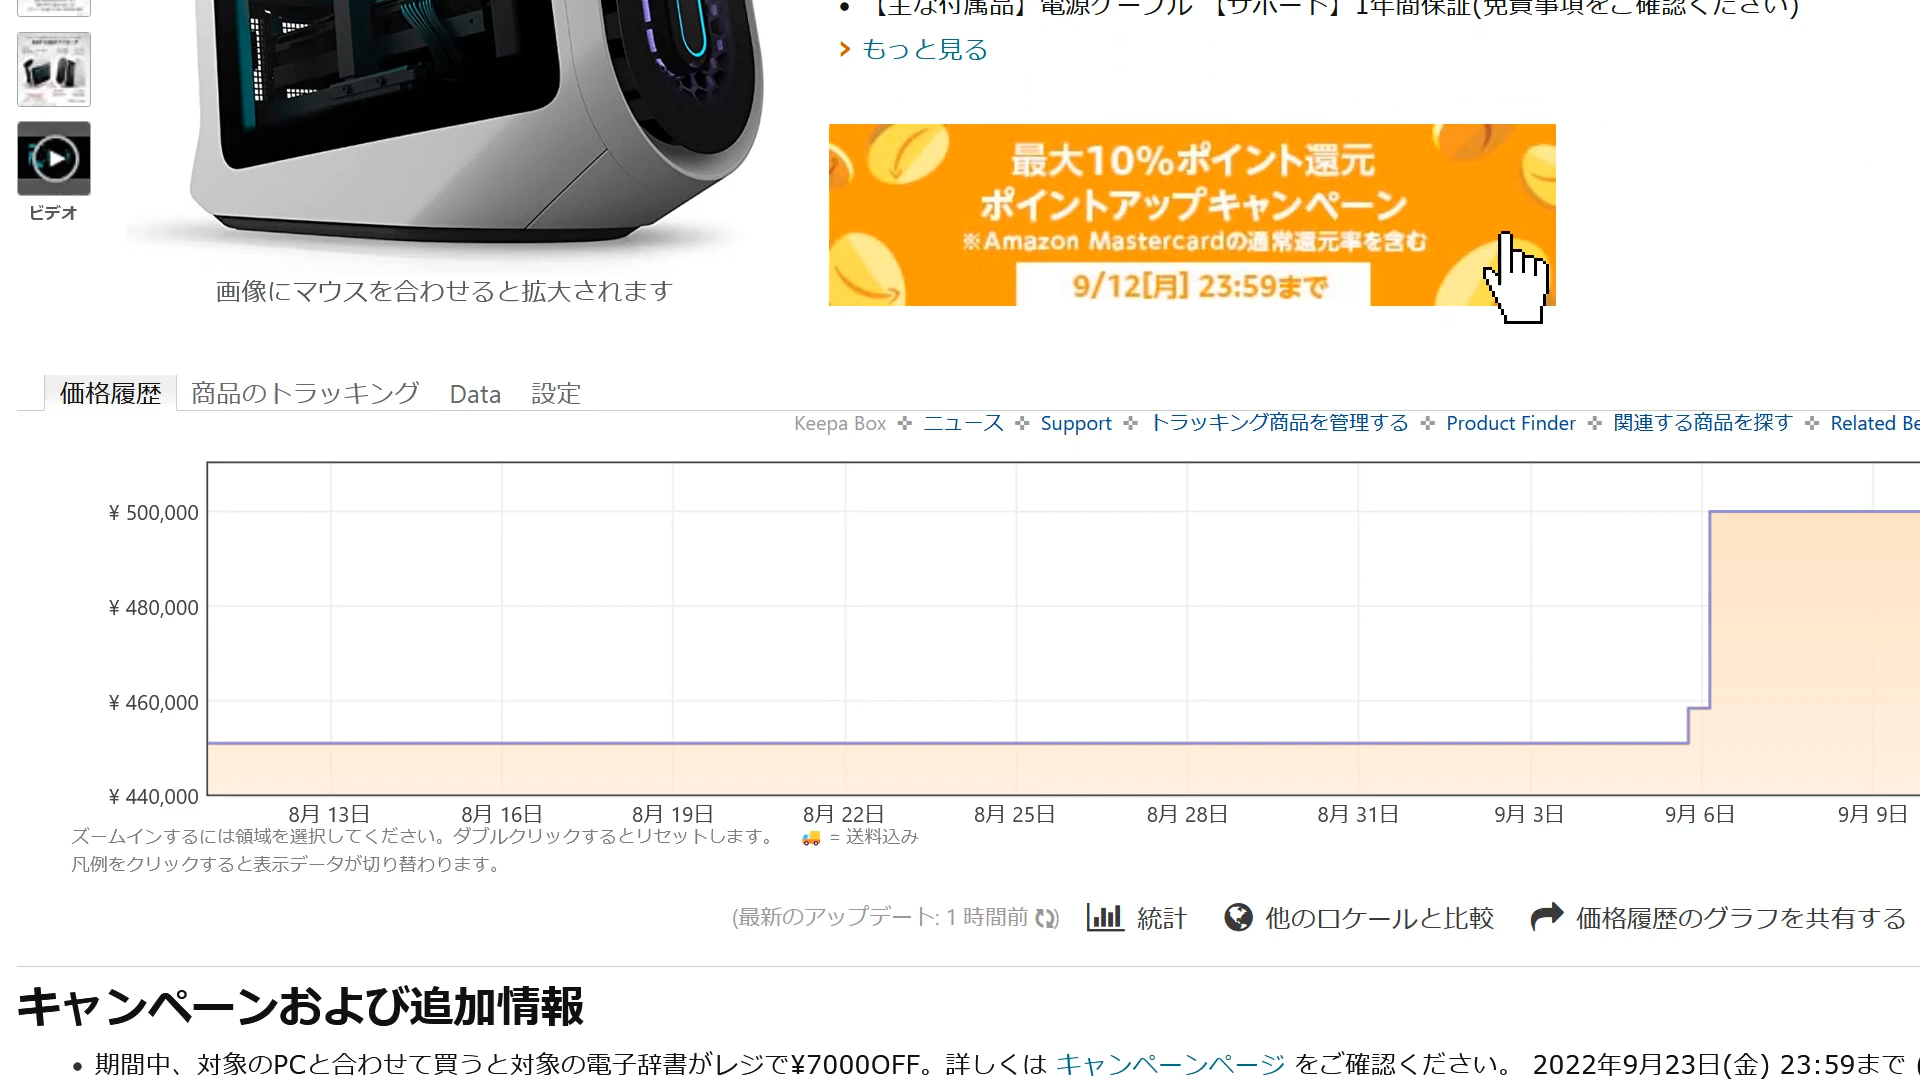 【主な付属品】電源ケーブル 【サポート】1年間保証(免責事項をご確認ください)
もっと見る
最大10%ポイント還元
ポイントアップキャンペーン
※Amazon Mastercardの通常還元率を含む
9/12[月] 23:59まで
ビデオ
画像にマウスを合わせると拡大されます
価格履歴 商品のトラッキング Data 設定
Keepa Box ニュース Support トラッキング商品を管理する Product Finder 関連する商品を探す Related Be
¥ 500,000
¥ 480,000
¥ 460,000
¥ 440,000
8月 13日 8月 16日 8月 19日 8月 22日 8月 25日 8月 28日 8月 31日 9月 3日 9月 6日 9月 9日
ズームインするには領域を選択してください。ダブルクリックするとリセットします。 = 送料込み
凡例をクリックすると表示データが切り替わります。
(最新のアップデート: 1 時間前 ) 統計 他のロケールと比較 価格履歴のグラフを共有する
キャンペーンおよび追加情報
• 期間中、対象のPCと合わせて買うと対象の電子辞書がレジで¥7000OFF。詳しくは キャンペーンページ をご確認ください。 2022年9月23日(金) 23:59まで (